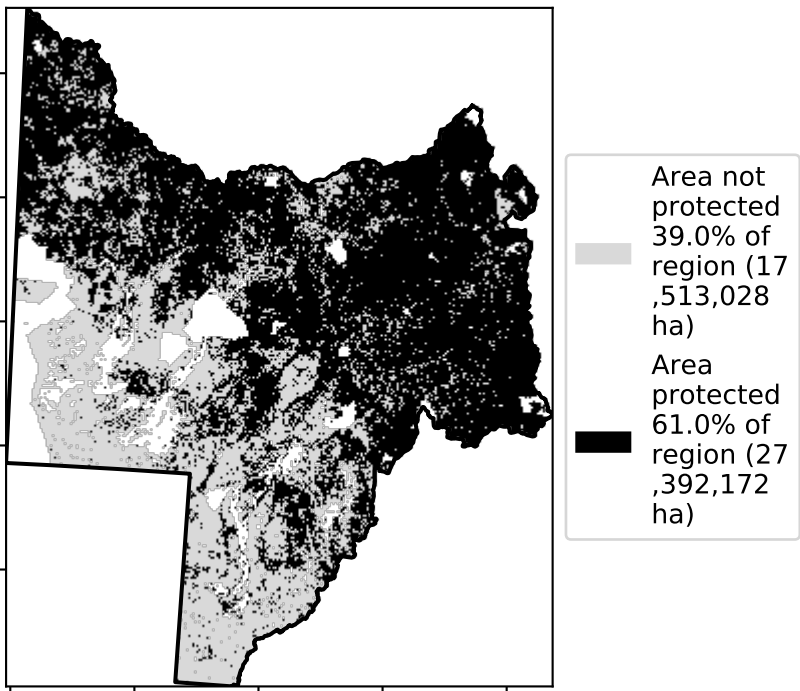 Area not
protected
39.0% of
region (17
,513,028
ha)
Area
protected
61.0% of
region (27
,392,172
ha)